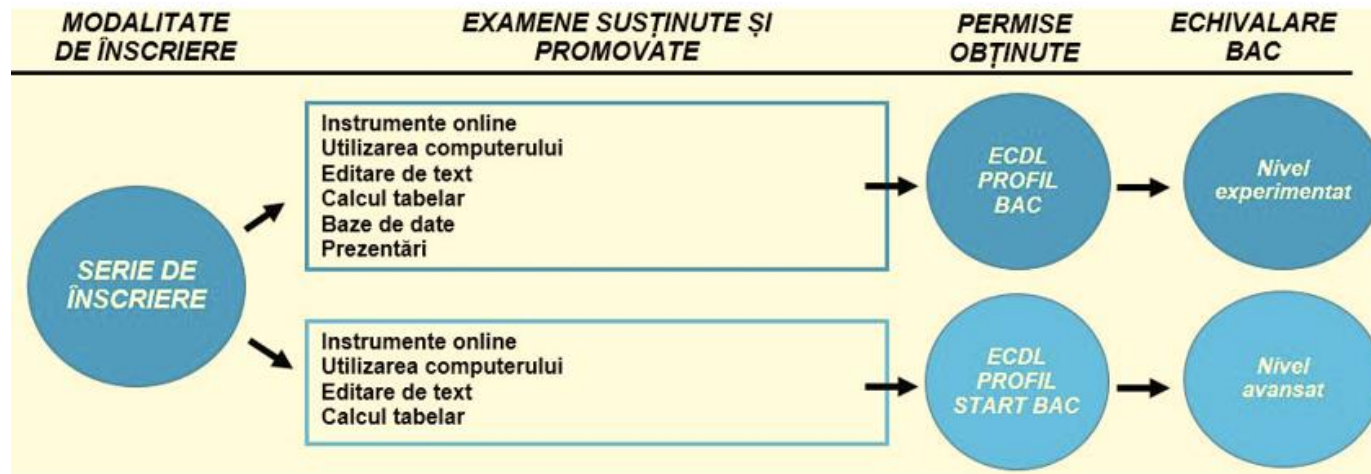 MODALITATE
DE ÎNSCRIERE
EXAMENE SUSȚINUTE ȘI
PROMOVATE
PERMISE
OBȚINUTE
ECHIVALARE
BAC
SERIE DE
ÎNSCRIERE
Instrumente online
Utilizarea computerului
Editare de text
Calcul tabelar
Baze de date
Prezentări
ECDL
PROFIL
BAC
Nivel
experimentat
Instrumente online
Utilizarea computerului
Editare de text
Calcul tabelar
ECDL
PROFIL
START BAC
Nivel
avansat